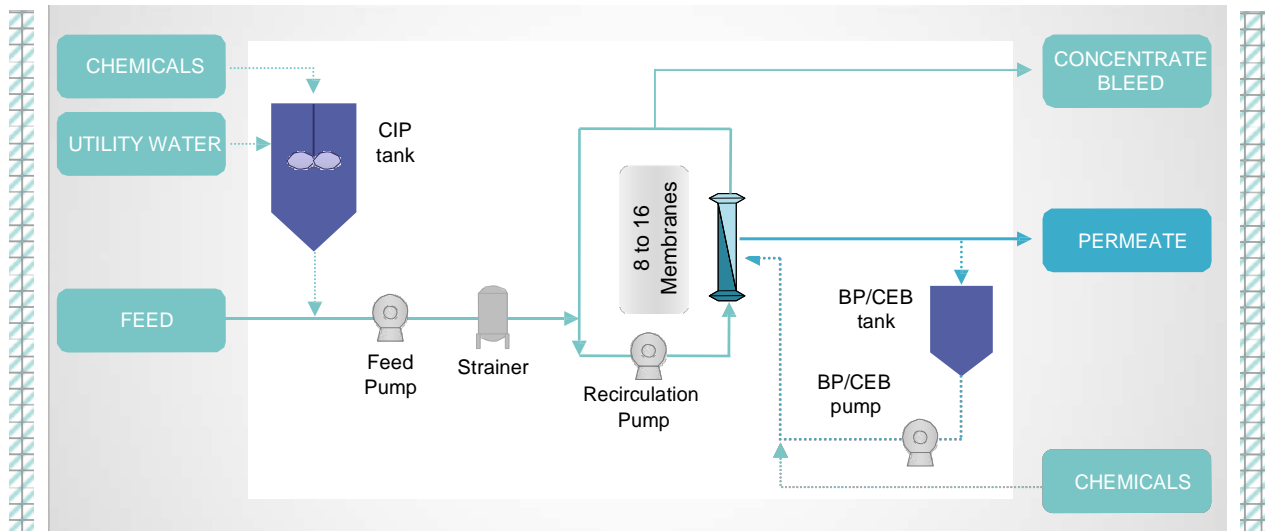 CHEMICALS
UTILITY WATER
CIP
tank
FEED
Feed
Pump
Strainer
8 to 16
Membranes
Recirculation
Pump
CONCENTRATE
BLEED
PERMEATE
BP/CEB
tank
BP/CEB
pump
CHEMICALS